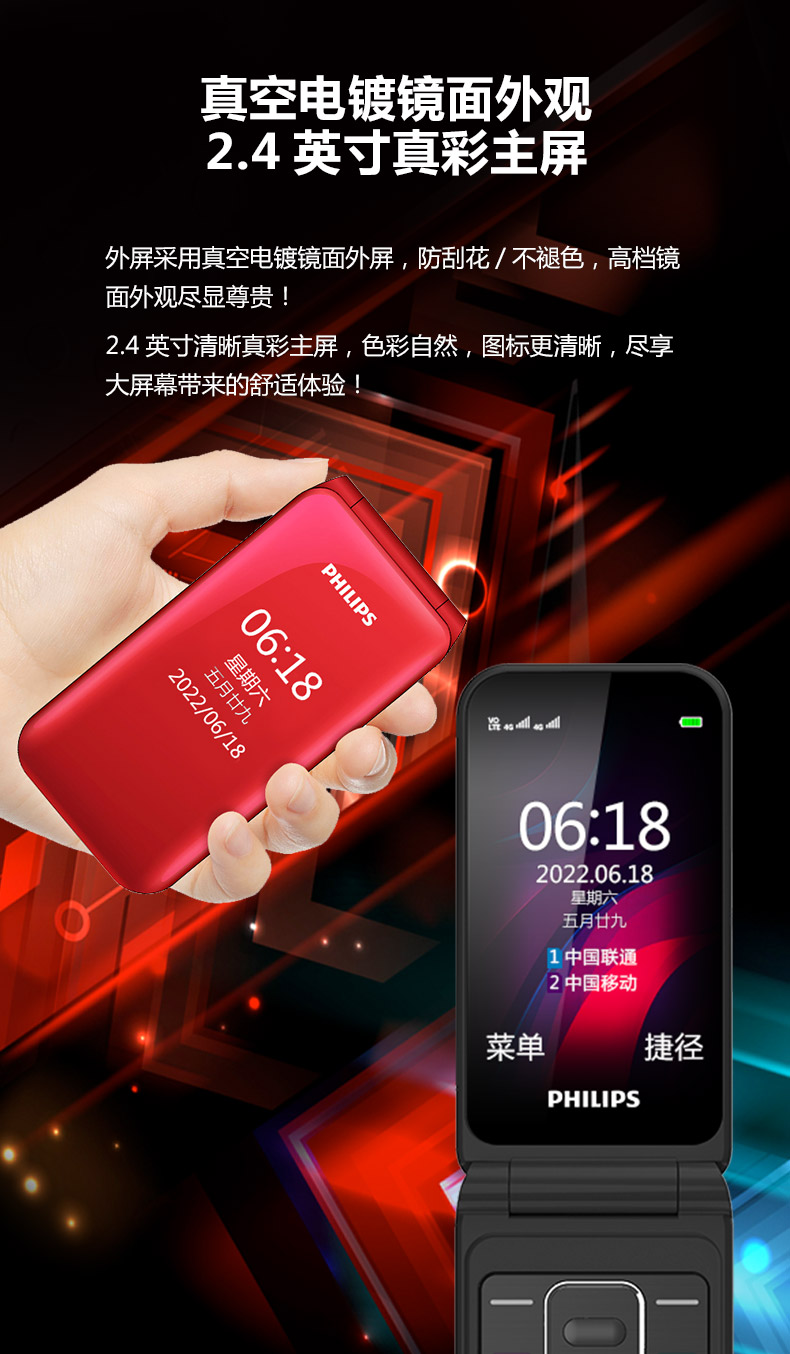 真空电镀镜面外观
2.4 英寸真彩主屏
外屏采用真空电镀镜面外屏，防刮花 / 不褪色，高档镜
面外观尽显尊贵！
2.4 英寸清晰真彩主屏，色彩自然，图标更清晰，尽享
大屏幕带来的舒适体验！
PHILIPS
06:18
星期六
五月廿九
2022/06/18
VO LTE 4G 4G
06:18
2022.06.18
星期六
五月廿九
1 中国联通
2 中国移动
菜单 捷径
PHILIPS